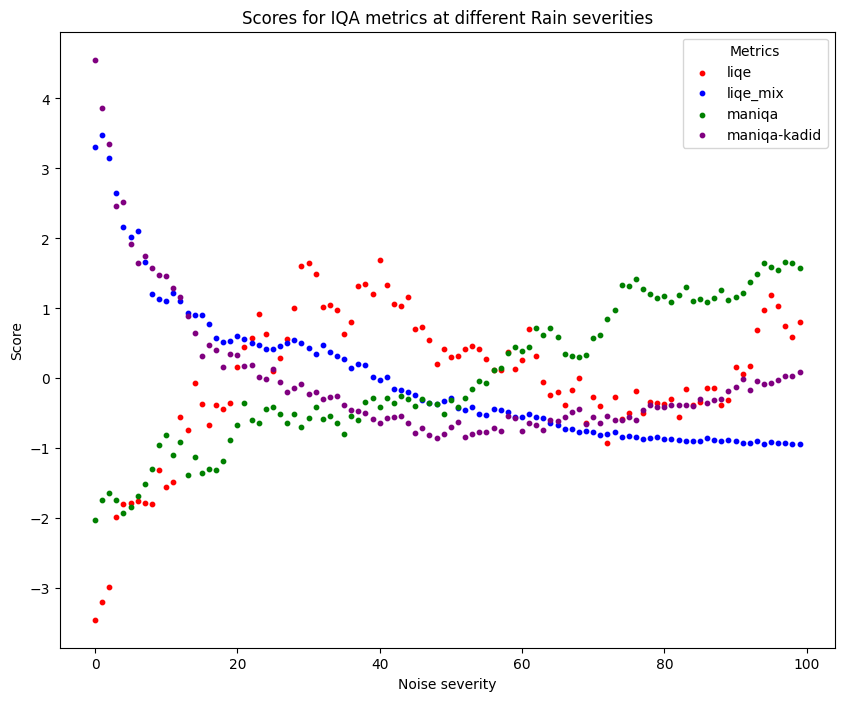 Scores for IQA metrics at different Rain severities
Metrics
liqe
liqe_mix
maniqa
maniqa-kadid
Score
4
3
2
1
0
−1
−2
−3
0 20 40 60 80 100
Noise severity